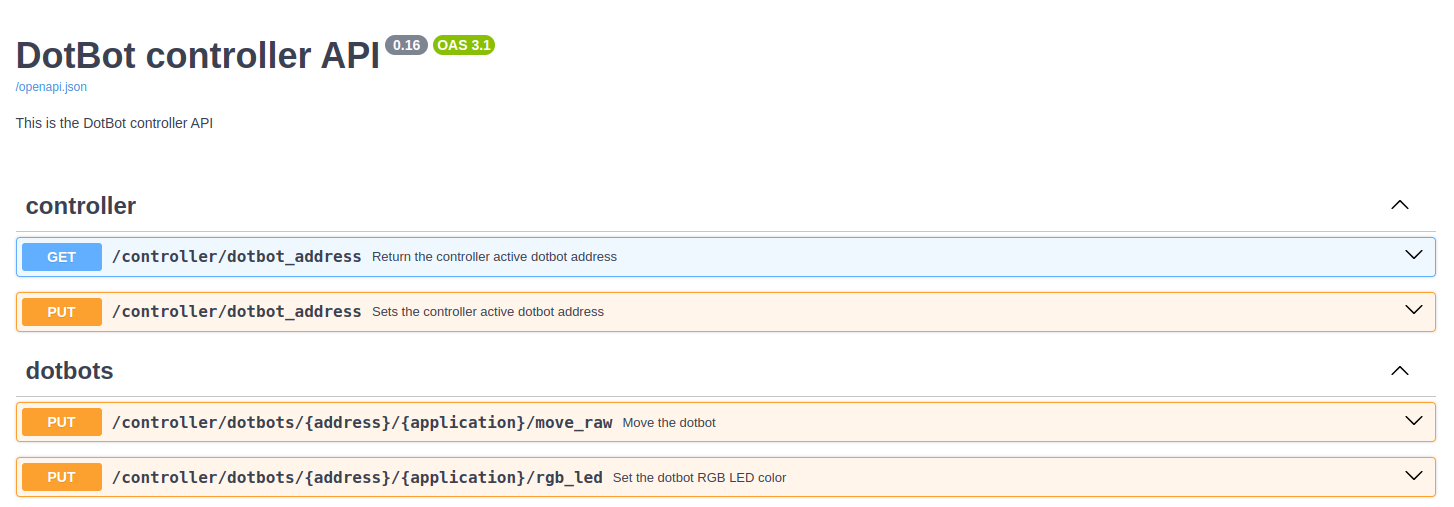 DotBot controller API 0.16 OAS 3.1
/openapi.json
This is the DotBot controller API
controller
GET /controller/dotbot_address Return the controller active dotbot address
PUT /controller/dotbot_address Sets the controller active dotbot address
dotbots
PUT /controller/dotbots/{address}/{application}/move_raw Move the dotbot
PUT /controller/dotbots/{address}/{application}/rgb_led Set the dotbot RGB LED color